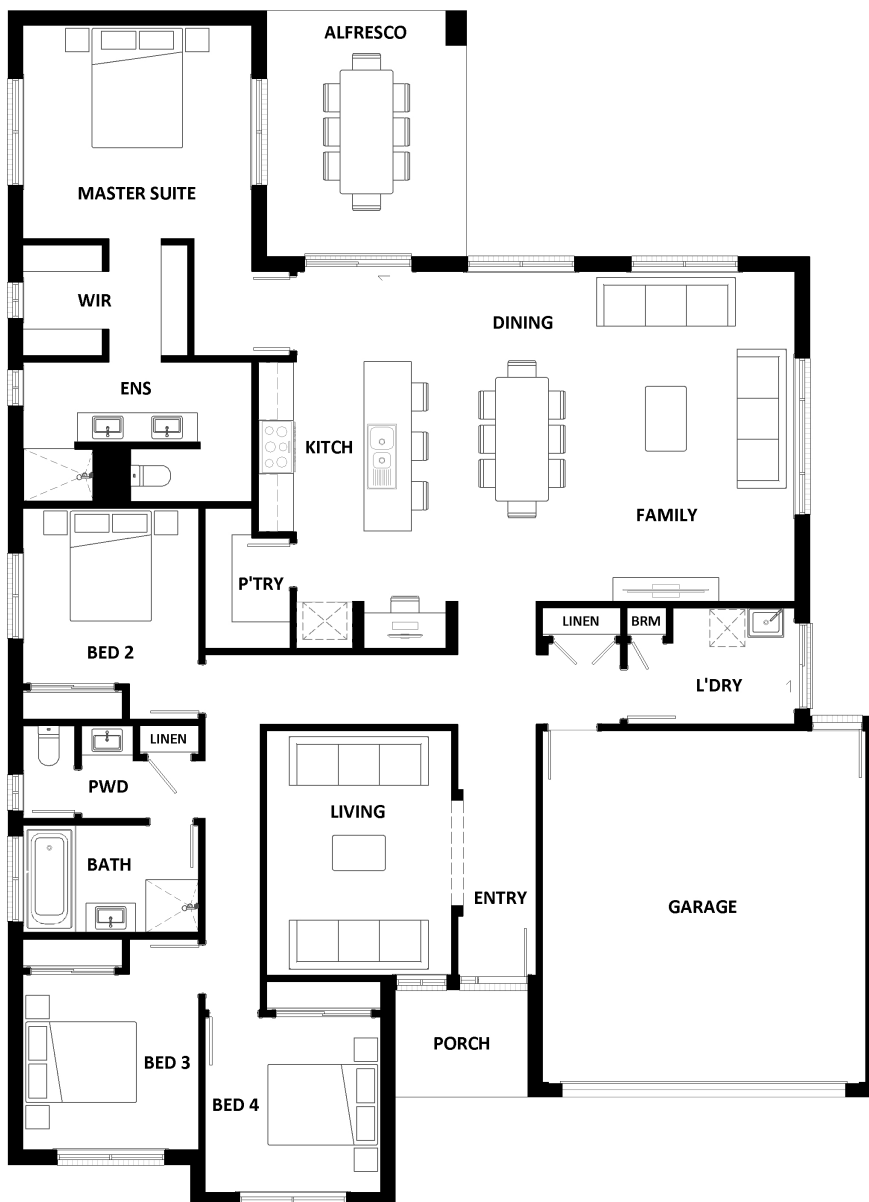 ALFRESCO
MASTER SUITE
WIR
DINING
ENS
KITCH
FAMILY
P'TRY
LINEN
BRM
BED 2
L'DRY
LINEN
PWD
LIVING
BATH
ENTRY
GARAGE
PORCH
BED 3
BED 4